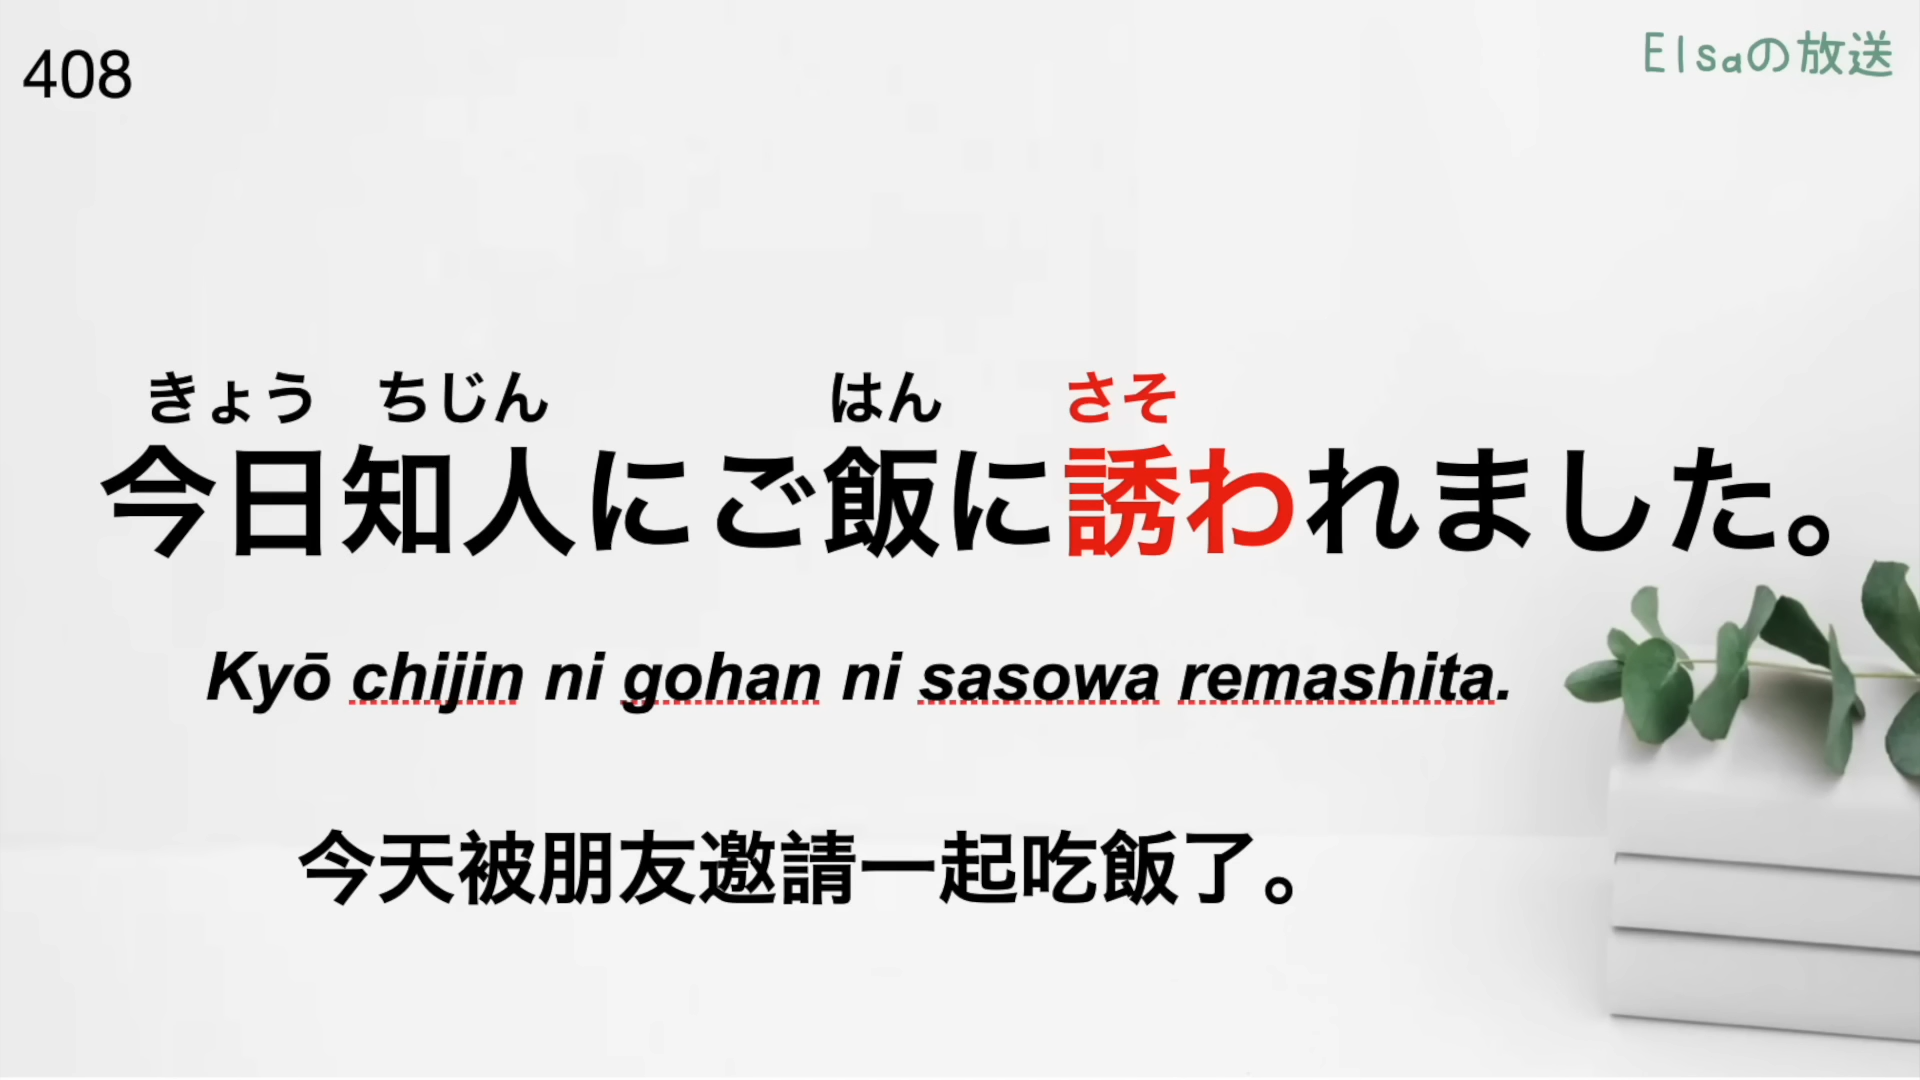 408
Elsaの放送
きょう ちじん はん さそ
今日知人にご飯に誘われました。
Kyō chijin ni gohan ni sasowa remashita.
今天被朋友邀請一起吃飯了。